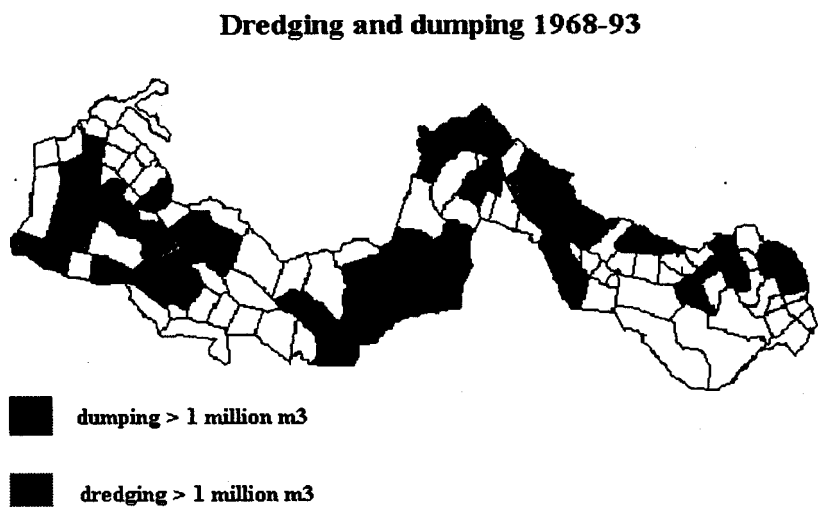 Dredging and dumping 1968-93
dumping > 1 million m3
dredging > 1 million m3